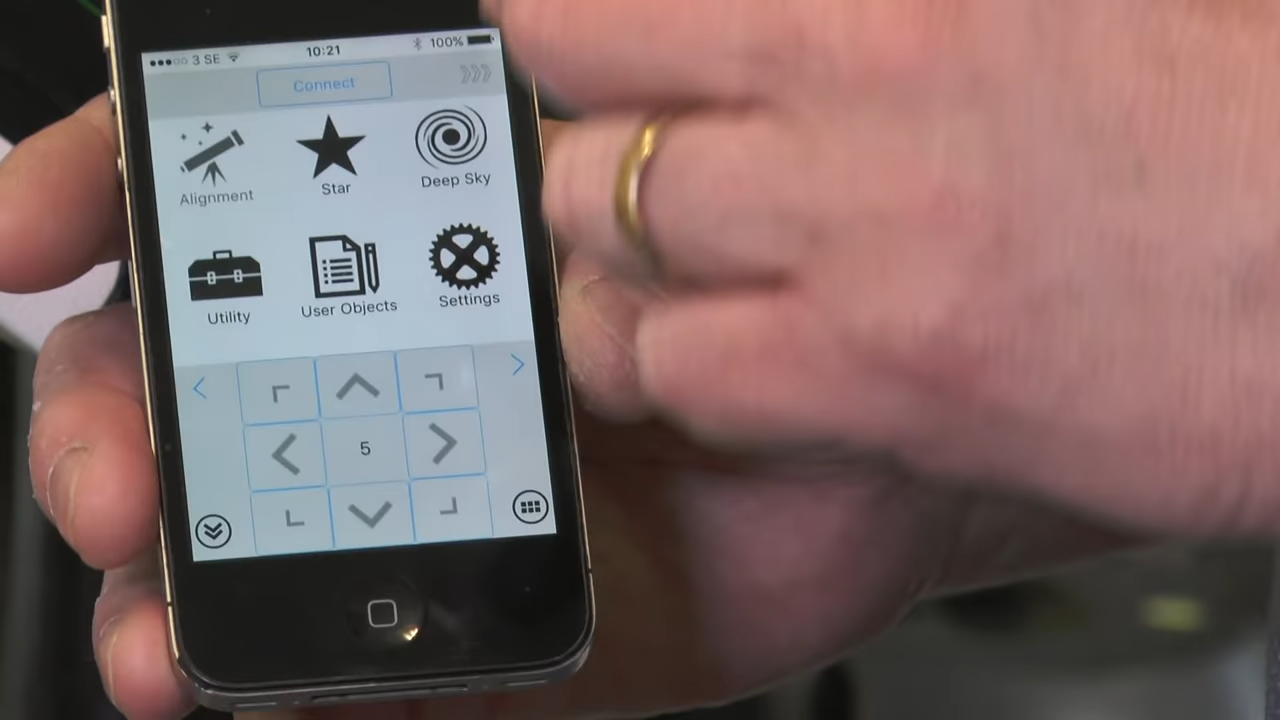 3 SE 10:21 100%
Connect
Alignment Star Deep Sky
Utility User Objects Settings
5